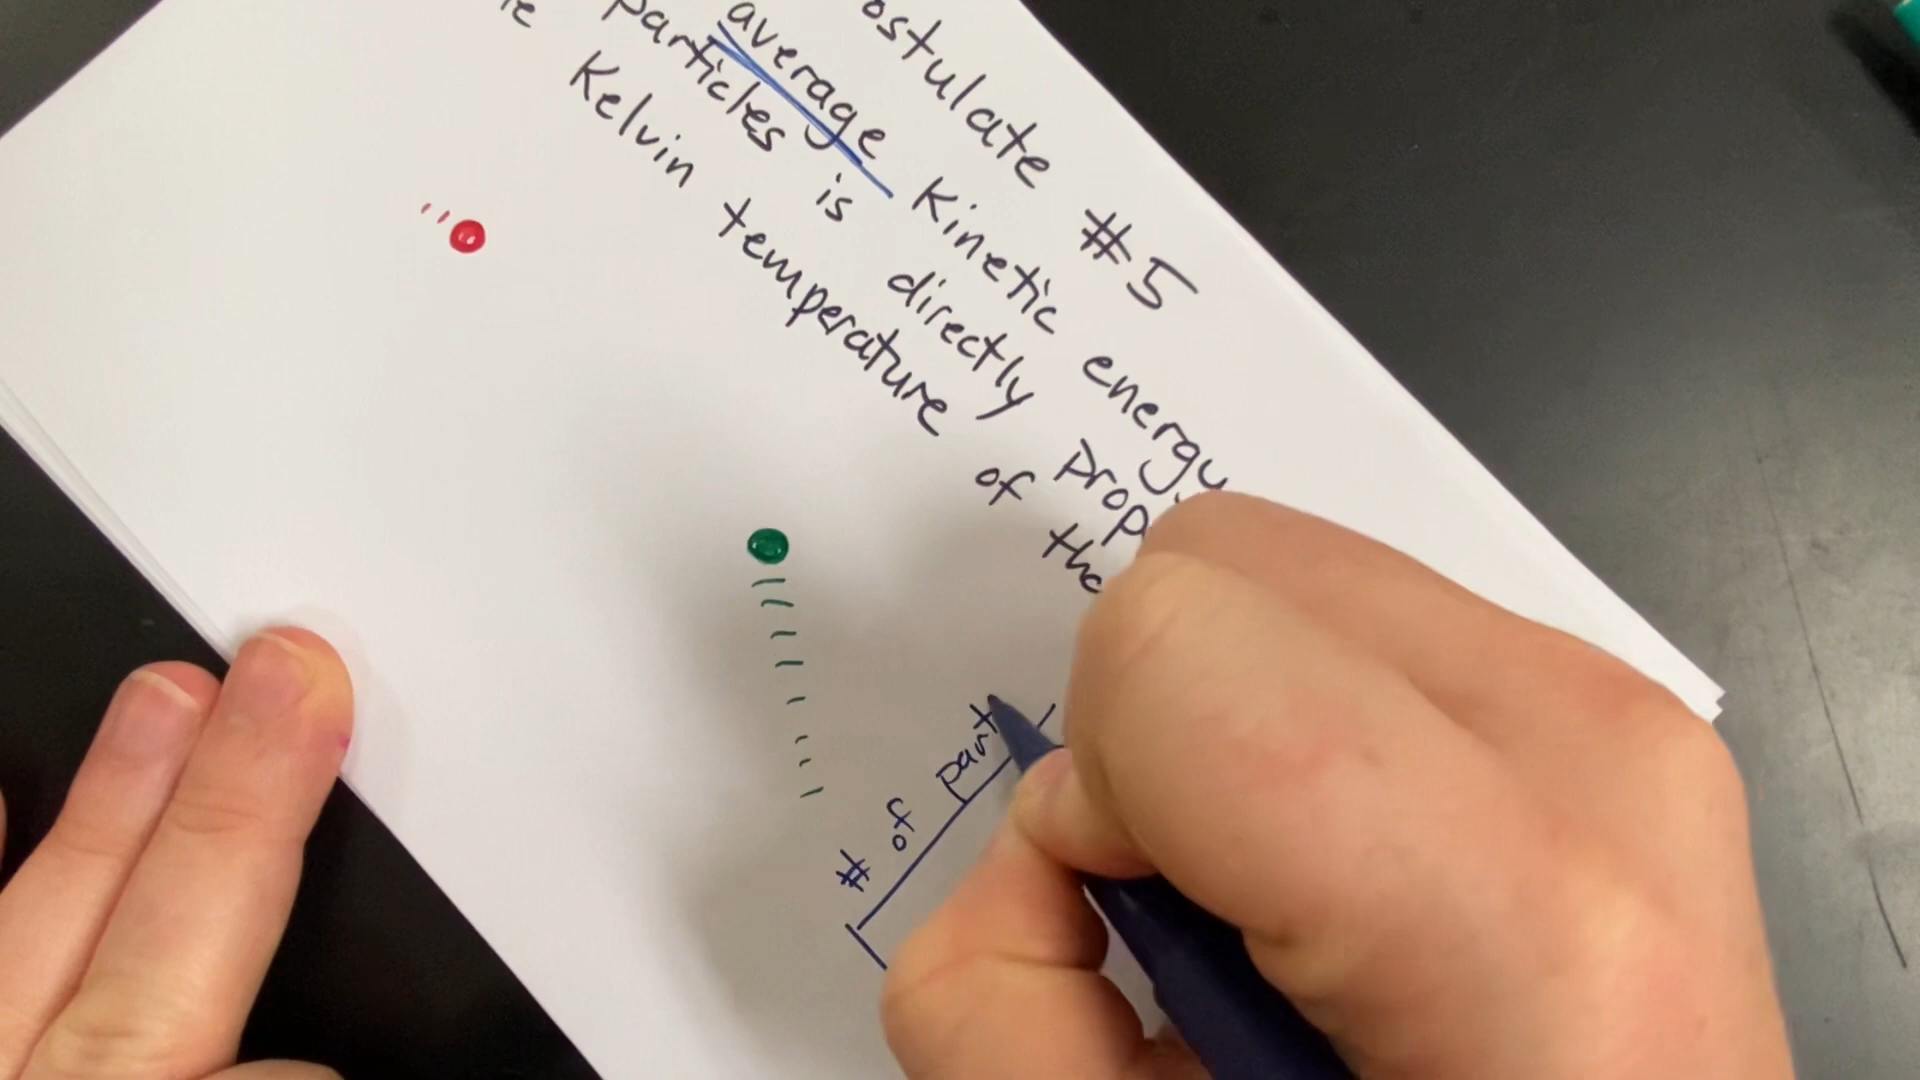 ostulate #5
average Kinetic energy
particles is directly prop
Kelvin temperature of the
# of part